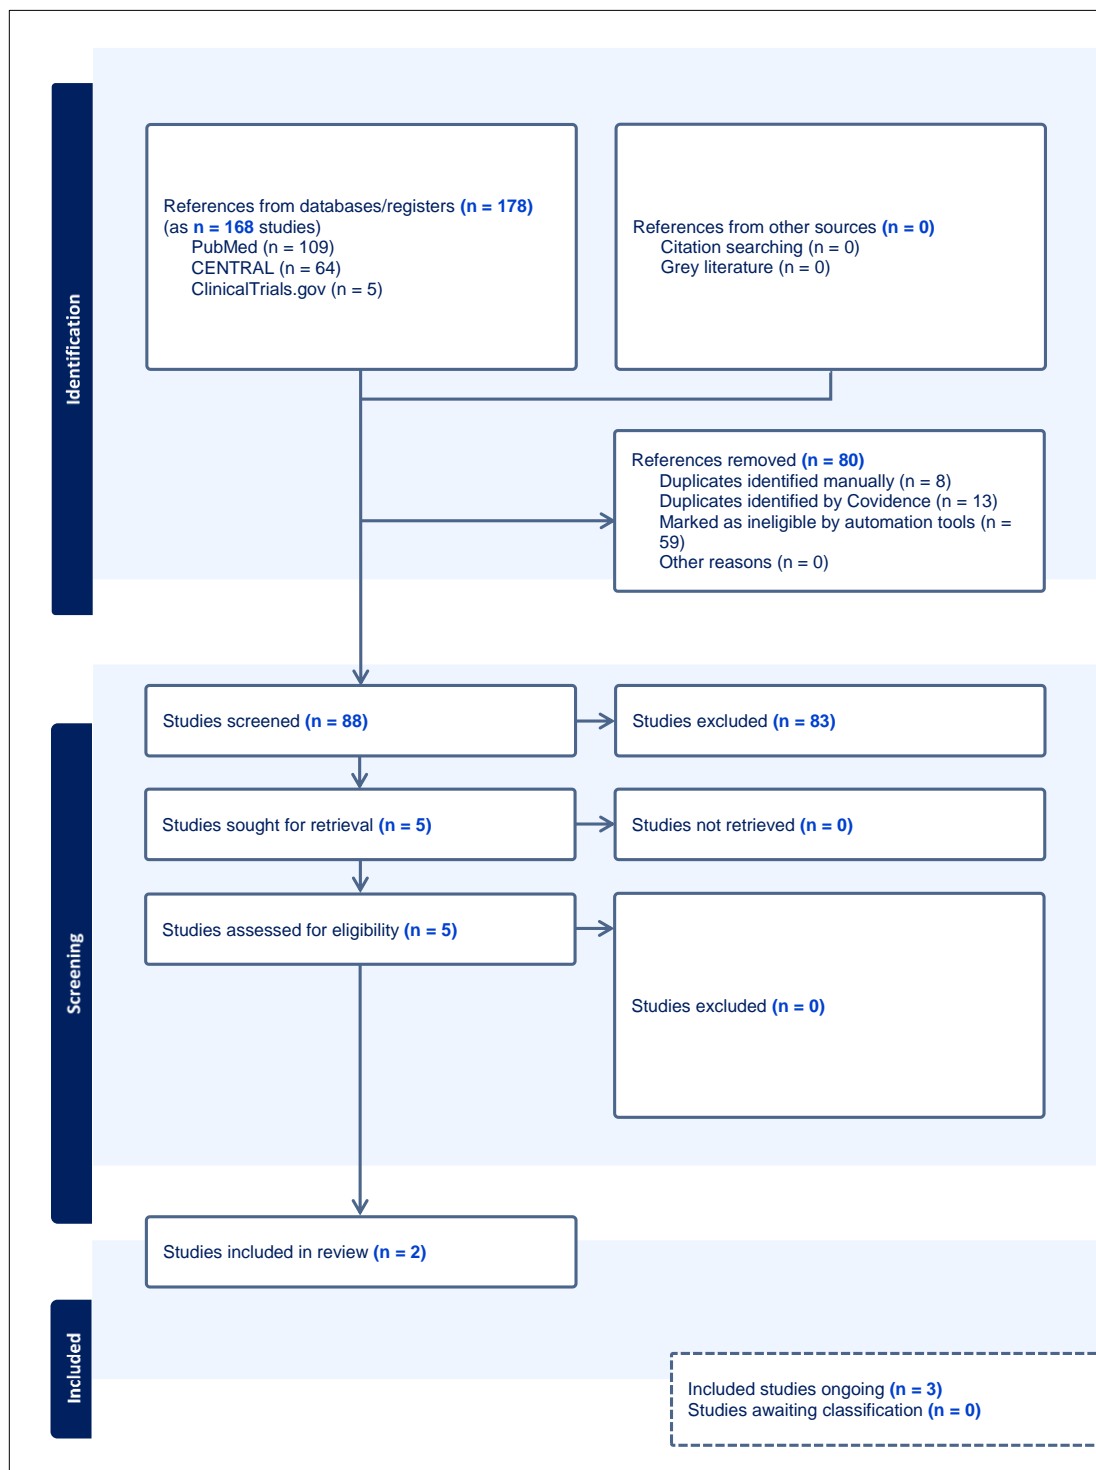 Identification
References from databases/registers (n = 178)
(as n = 168 studies)
PubMed (n = 109)
CENTRAL (n = 64)
ClinicalTrials.gov (n = 5)
References from other sources (n = 0)
Citation searching (n = 0)
Grey literature (n = 0)
References removed (n = 80)
Duplicates identified manually (n = 8)
Duplicates identified by Covidence (n = 13)
Marked as ineligible by automation tools (n =
59)
Other reasons (n = 0)
Screening
Studies screened (n = 88)
Studies excluded (n = 83)
Studies sought for retrieval (n = 5)
Studies not retrieved (n = 0)
Studies assessed for eligibility (n = 5)
Studies excluded (n = 0)
Included
Studies included in review (n = 2)
Included studies ongoing (n = 3)
Studies awaiting classification (n = 0)